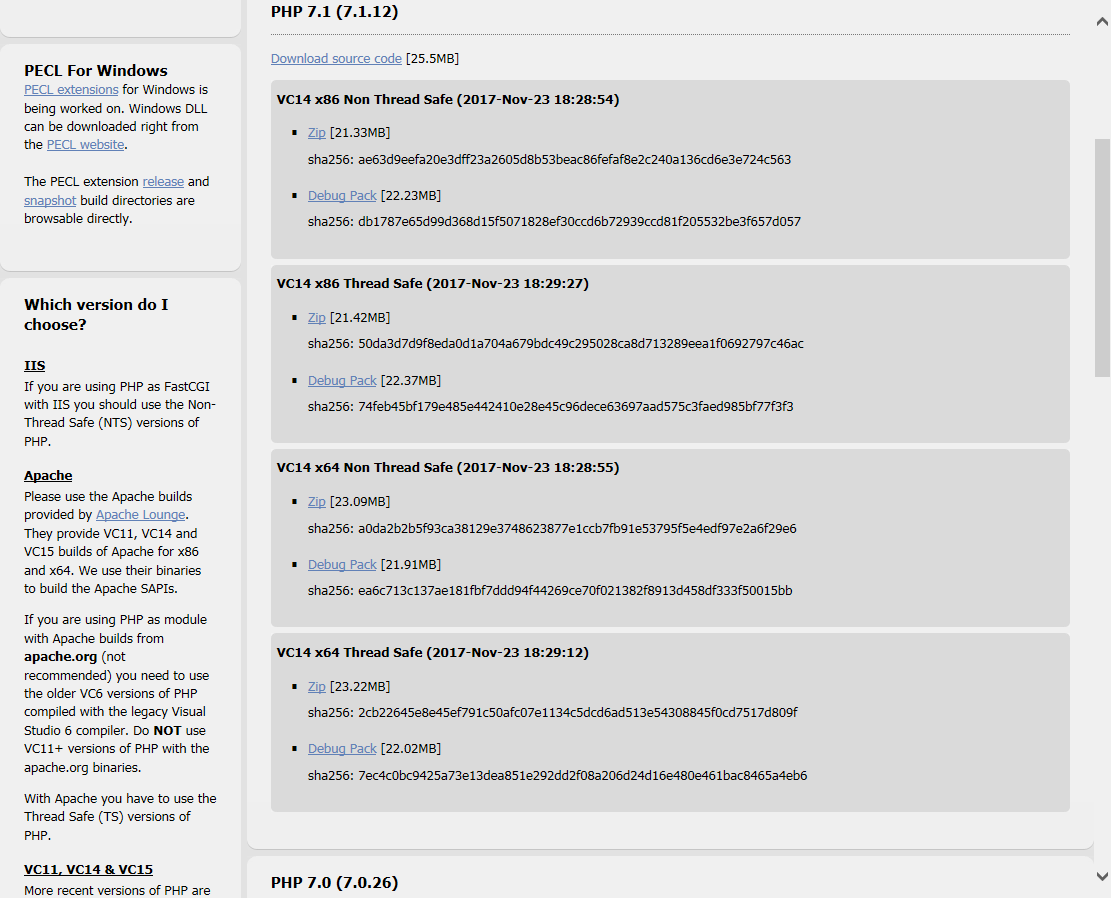 PECL For Windows
PECL extensions for Windows is
being worked on. Windows DLL
can be downloaded right from
the PECL website.
The PECL extension release and
snapshot build directories are
browsable directly.
Which version do I
choose?
IIS
If you are using PHP as FastCGI
with IIS you should use the Non-
Thread Safe (NTS) versions of
PHP.
Apache
Please use the Apache builds
provided by Apache Lounge.
They provide VC11, VC14 and
VC15 builds of Apache for x86
and x64. We use their binaries
to build the Apache SAPIs.
If you are using PHP as module
with Apache builds from
apache.org (not
recommended) you need to use
the older VC6 versions of PHP
compiled with the legacy Visual
Studio 6 compiler. Do NOT use
VC11+ versions of PHP with the
apache.org binaries.
With Apache you have to use the
Thread Safe (TS) versions of
PHP.
VC11, VC14 & VC15
More recent versions of PHP are
PHP 7.1 (7.1.12)
Download source code [25.5MB]
VC14 x86 Non Thread Safe (2017-Nov-23 18:28:54)
Zip [21.33MB]
sha256: ae63d9eefa20e3dff23a2605d8b53beac86fefaf8e2c240a136cd6e3e724c563
Debug Pack [22.23MB]
sha256: db1787e65d99d368d15f5071828ef30ccd6b72939ccd81f205532be3f657d057
VC14 x86 Thread Safe (2017-Nov-23 18:29:27)
Zip [21.42MB]
sha256: 50da3d7d9f8eda0d1a704a679bdc49c295028ca8d713289eea1f0692797c46ac
Debug Pack [22.37MB]
sha256: 74feb45bf179e485e442410e28e45c96dece63697aad575c3faed985bf77f3f3
VC14 x64 Non Thread Safe (2017-Nov-23 18:28:55)
Zip [23.09MB]
sha256: a0da2b2b5f93ca38129e3748623877e1ccb7fb91e53795f5e4edf97e2a6f29e6
Debug Pack [21.91MB]
sha256: ea6c713c137ae181fbf7ddd94f44269ce70f021382f8913d458df333f50015bb
VC14 x64 Thread Safe (2017-Nov-23 18:29:12)
Zip [23.22MB]
sha256: 2cb22645e8e45ef791c50afc07e1134c5dcd6ad513e54308845f0cd7517d809f
Debug Pack [22.02MB]
sha256: 7ec4c0bc9425a73e13dea851e292dd2f08a206d24d16e480e461bac8465a4eb6
PHP 7.0 (7.0.26)